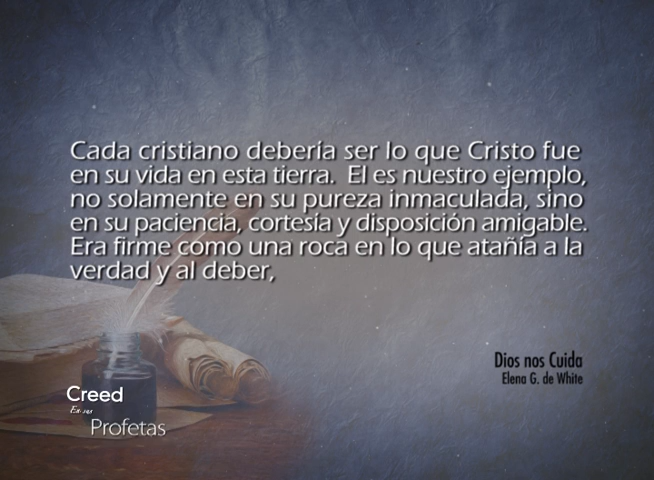 Cada cristiano debería ser lo que Cristo fue
en su vida en esta tierra. El es nuestro ejemplo,
no solamente en su pureza inmaculada, sino
en su paciencia, cortesía y disposición amigable.
Era firme como una roca en lo que atañía a la
verdad y al deber,
Dios nos Cuida
Elena G. de White
Creed
En sus
Profetas